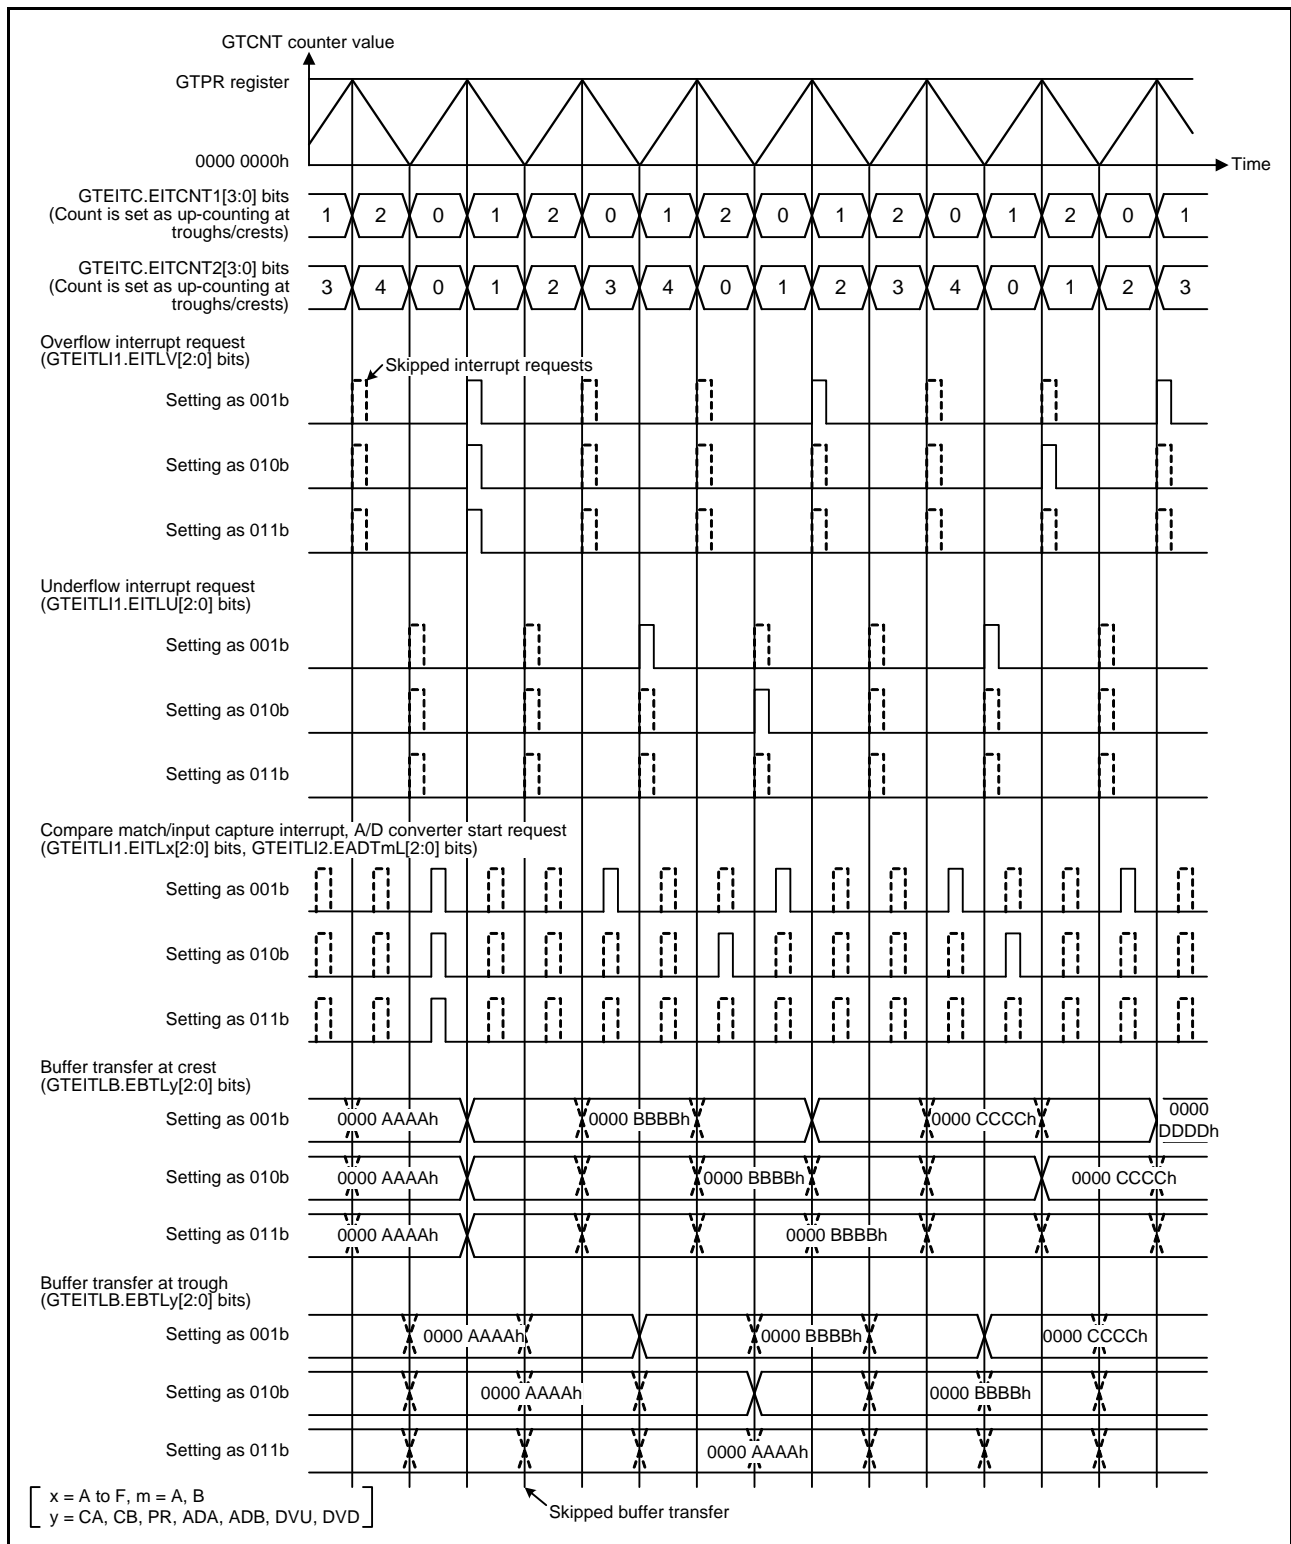 GTCNT counter value
GTPR register
0000 0000h
Time
GTEITC.EITCNT1[3:0] bits
(Count is set as up-counting at
troughs/crests)
1 2 0 1 2 0 1 2 0 1 2 0 1 2 0 1
GTEITC.EITCNT2[3:0] bits
(Count is set as up-counting at
troughs/crests)
3 4 0 1 2 3 4 0 1 2 3 4 0 1 2 3
Overflow interrupt request
(GTEITLI1.EITLV[2:0] bits)
Skipped interrupt requests
Setting as 001b
Setting as 010b
Setting as 011b
Underflow interrupt request
(GTEITLI1.EITLU[2:0] bits)
Setting as 001b
Setting as 010b
Setting as 011b
Compare match/input capture interrupt, A/D converter start request
(GTEITLI1.EITLx[2:0] bits, GTEITLI2.EADTmL[2:0] bits)
Setting as 001b
Setting as 010b
Setting as 011b
Buffer transfer at crest
(GTEITLB.EBTLy[2:0] bits)
Setting as 001b 0000 AAAAh 0000 BBBBh 0000 CCCCh 0000
DDDDh
Setting as 010b 0000 AAAAh 0000 BBBBh 0000 CCCCh
Setting as 011b 0000 AAAAh 0000 BBBBh
Buffer transfer at trough
(GTEITLB.EBTLy[2:0] bits)
Setting as 001b 0000 AAAAh 0000 BBBBh 0000 CCCCh
Setting as 010b 0000 AAAAh 0000 BBBBh
Setting as 011b 0000 AAAAh
x = A to F, m = A, B
y = CA, CB, PR, ADA, ADB, DVU, DVD
Skipped buffer transfer